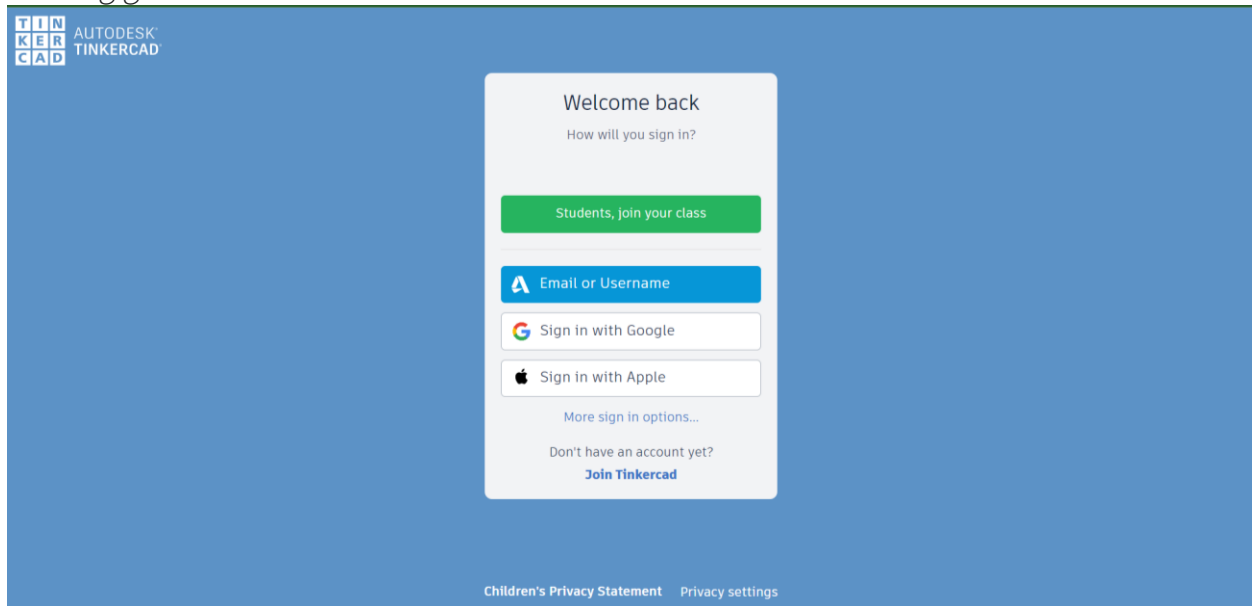 TIN
KER
CAD
AUTODESK®
TINKERCAD®
Welcome back
How will you sign in?
Students, join your class
Email or Username
Sign in with Google
Sign in with Apple
More sign in options...
Don't have an account yet?
Join Tinkercad
Children's Privacy Statement Privacy settings